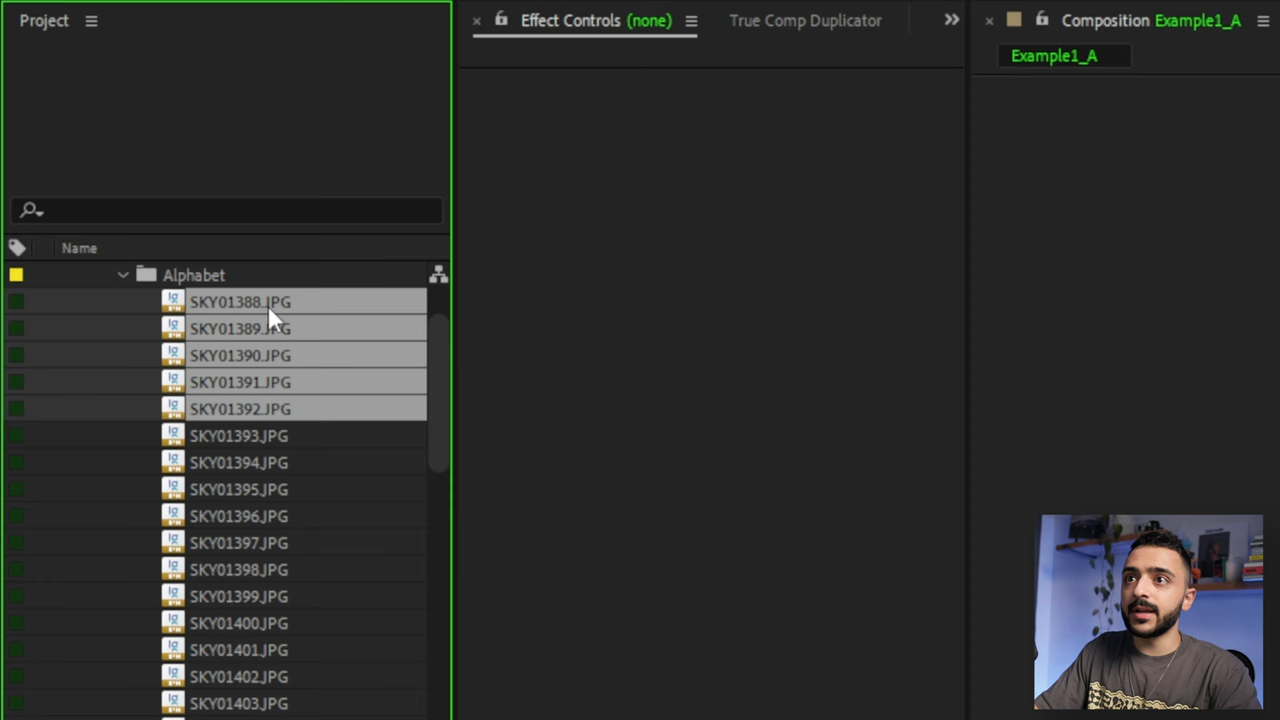 Project
Effect Controls (none)
True Comp Duplicator
Composition Example1_A
Example1_A
Name
Alphabet
SKY01388.JPG
SKY01389.JPG
SKY01390.JPG
SKY01391.JPG
SKY01392.JPG
SKY01393.JPG
SKY01394.JPG
SKY01395.JPG
SKY01396.JPG
SKY01397.JPG
SKY01398.JPG
SKY01399.JPG
SKY01400.JPG
SKY01401.JPG
SKY01402.JPG
SKY01403.JPG